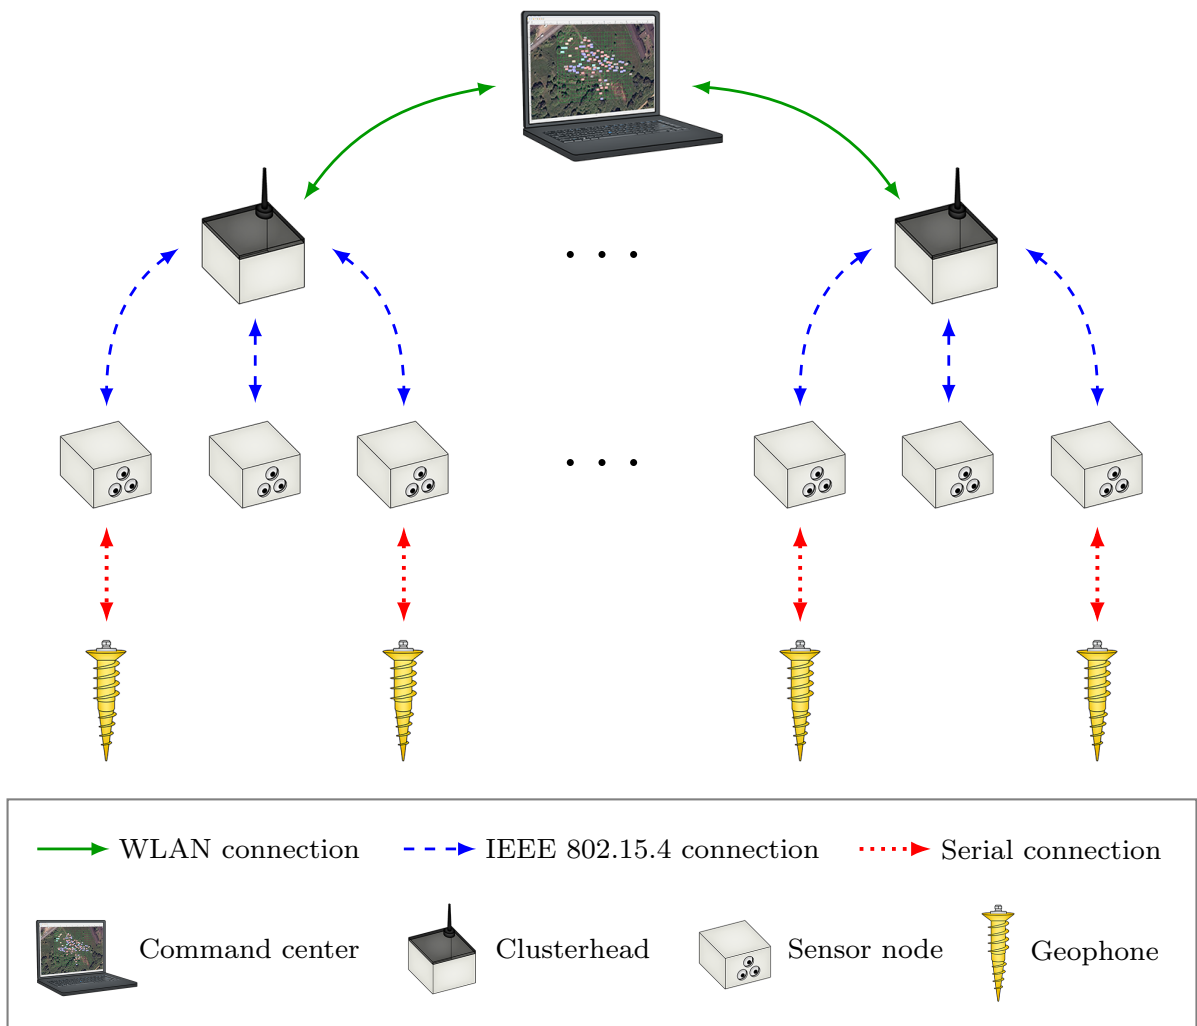 WLAN connection
IEEE 802.15.4 connection
Serial connection
Command center
Clusterhead
Sensor node
Geophone